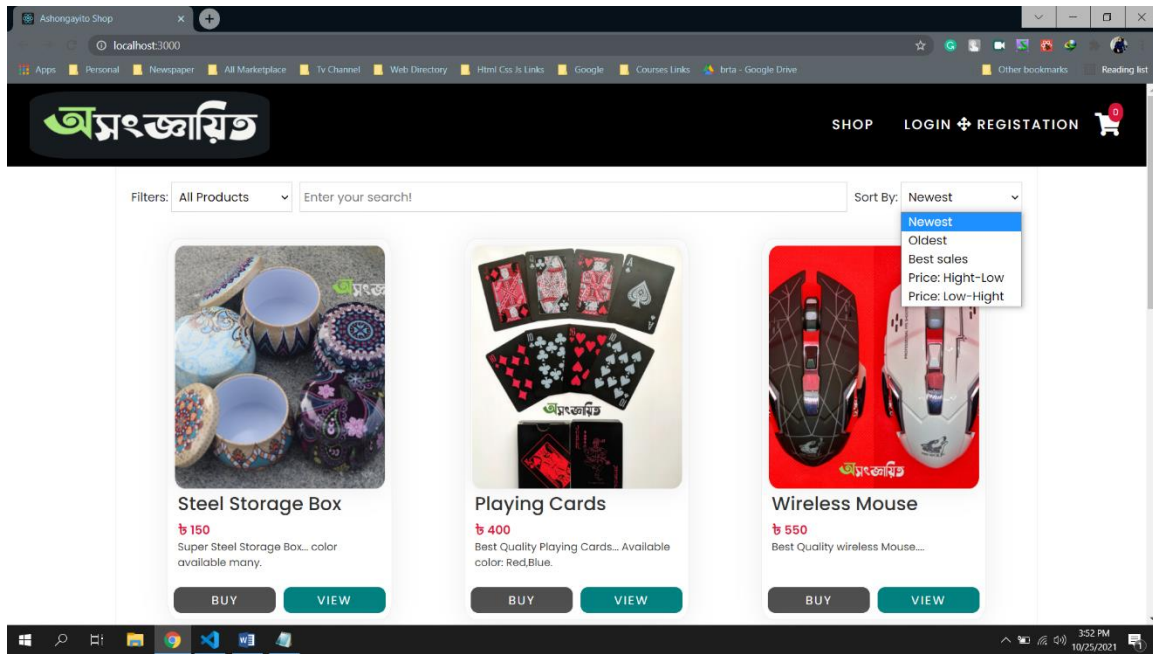 Ashongayito Shop
localhost:3000
Apps Personal Newspaper All Marketplace Tv Channel Web Directory Html Css Js Links Google Courses Links brta - Google Drive Other bookmarks Reading list
অসংজ্ঞায়িত SHOP LOGIN REGISTATION 0
Filters: All Products Enter your search! Sort By: Newest
Newest
Oldest
Best sales
Price: Hight-Low
Price: Low-Hight
অসংজ্ঞ
অসংজ্ঞায়িত
অসংজ্ঞায়িত
Steel Storage Box
৳ 150
Super Steel Storage Box... color
available many.
BUY VIEW
Playing Cards
৳ 400
Best Quality Playing Cards... Available
color: Red,Blue.
BUY VIEW
Wireless Mouse
৳ 550
Best Quality wireless Mouse....
BUY VIEW
3:52 PM
10/25/2021